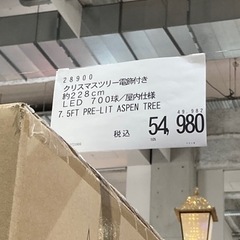 28900
クリスマスツリー電飾付き
約228cm
LED 700球/屋内仕様
7.5FT PRE-LIT ASPEN TREE
税込 54,980